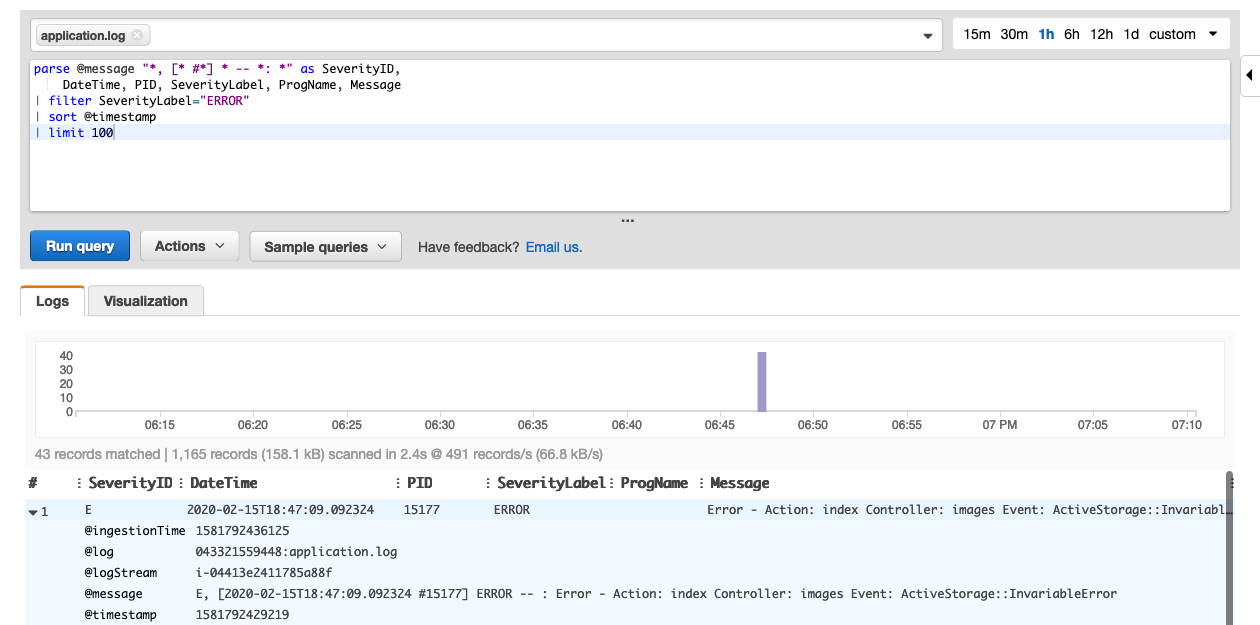 application.log
15m 30m 1h 6h 12h 1d custom
parse @message "*, [* #*] * -- *: *" as SeverityID,
DateTime, PID, SeverityLabel, ProgName, Message
| filter SeverityLabel="ERROR"
| sort @timestamp
| limit 100
...
Run query Actions Sample queries Have feedback? Email us.
Logs Visualization
40
30
20
10
0
06:15 06:20 06:25 06:30 06:35 06:40 06:45 06:50 06:55 07 PM 07:05 07:10
43 records matched | 1,165 records (158.1 kB) scanned in 2.4s @ 491 records/s (66.8 kB/s)
# : SeverityID : DateTime : PID : SeverityLabel : ProgName : Message :
1 E 2020-02-15T18:47:09.092324 15177 ERROR Error - Action: index Controller: images Event: ActiveStorage::Invariabl…
@ingestionTime 1581792436125
@log 043321559448:application.log
@logStream i-04413e2411785a88f
@message E, [2020-02-15T18:47:09.092324 #15177] ERROR -- : Error - Action: index Controller: images Event: ActiveStorage::InvariableError
@timestamp 1581792429219